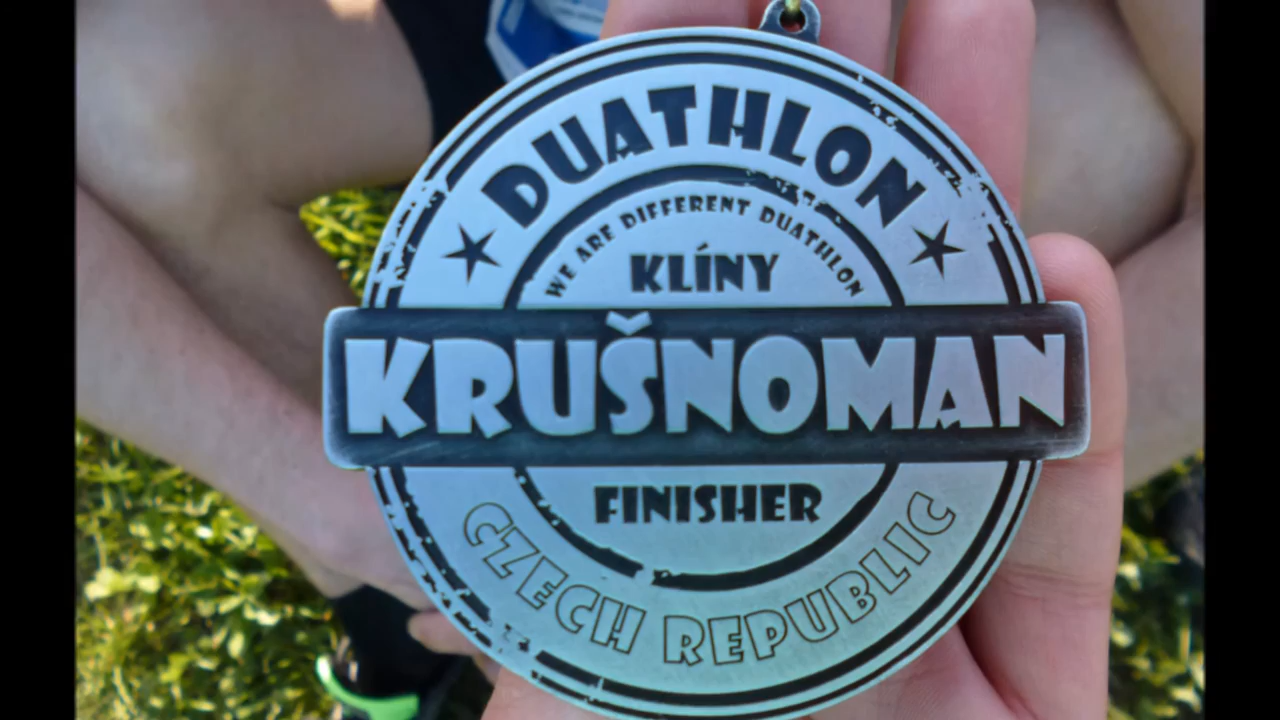 DUATHLON
WE ARE DIFFERENT DUATHLON
KLÍNY
KRUŠNOMAN
FINISHER
CZECH REPUBLIC